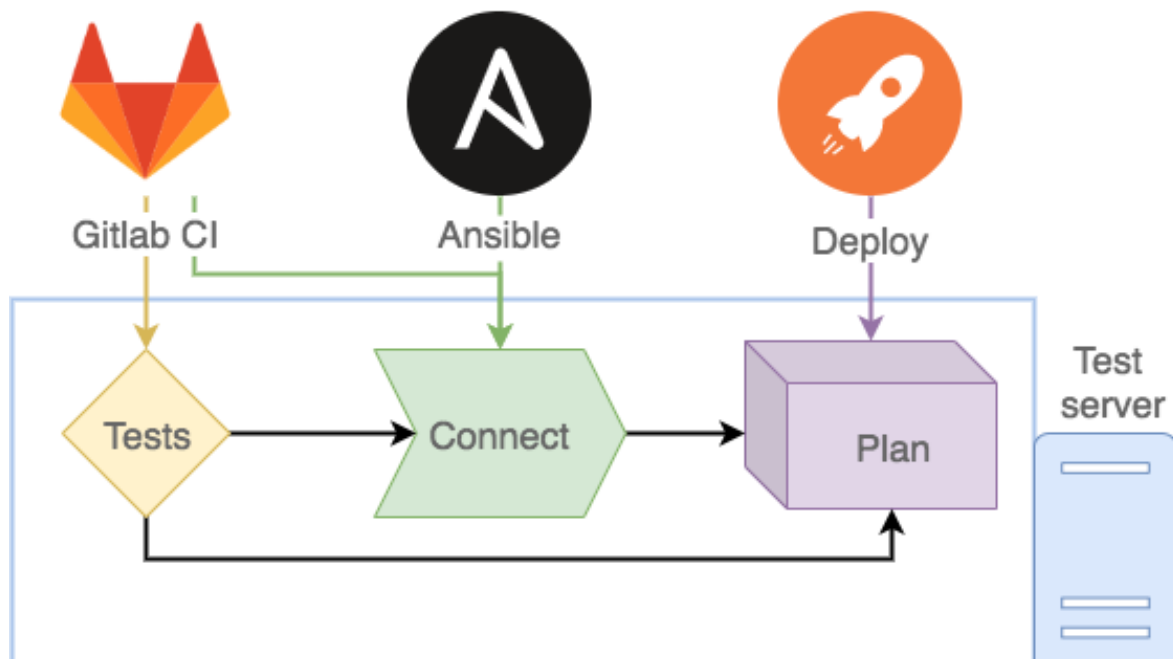 Gitlab CI
Ansible
Deploy
Test
server
Tests
Connect
Plan